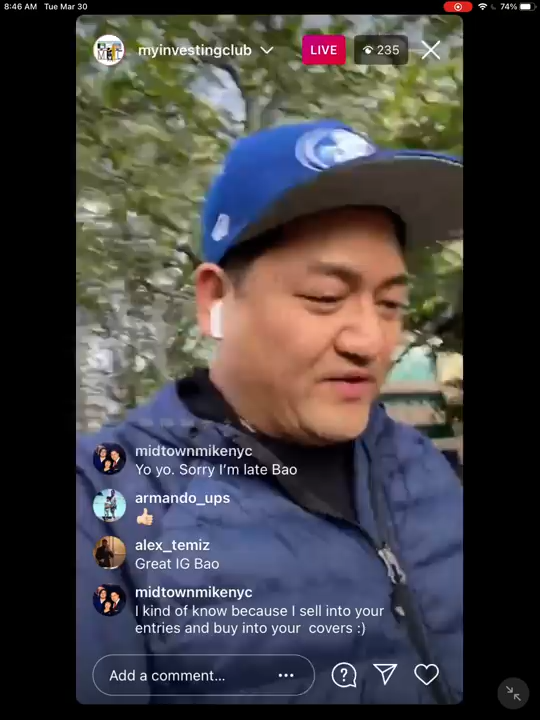 8:46 AM Tue Mar 30
74%
myinvestingclub
LIVE
235
midtownmikenyc
Yo yo. Sorry I'm late Bao
armando_ups
alex_temiz
Great IG Bao
midtownmikenyc
I kind of know because I sell into your
entries and buy into your covers :)
Add a comment...